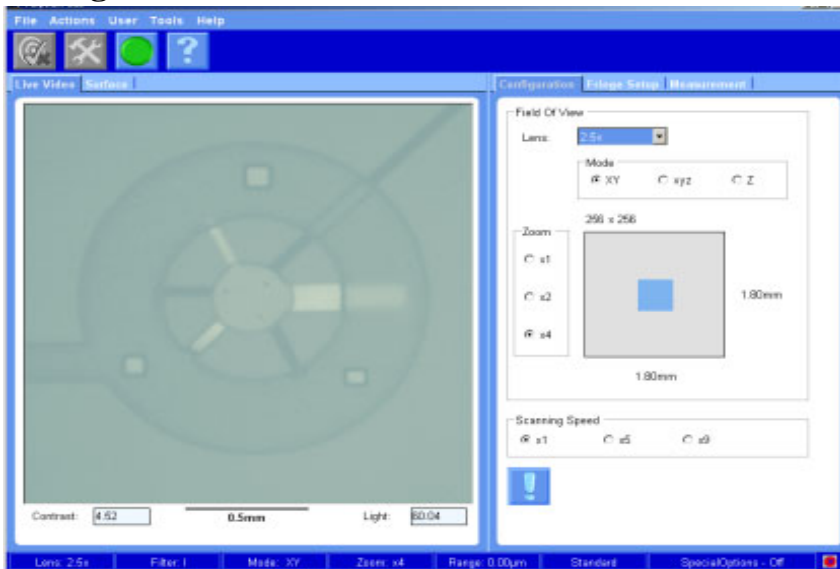 File Actions User Tools Help
?
Live Video Surface
Configuration Fringe Setup Measurement
Field Of View
Lens: 2.5x
Mode
XY xyz Z
256 x 256
Zoom
x1
x2
x4
1.80mm
1.80mm
Scanning Speed
x1 x5 x9
!
Contrast: 4.52 0.5mm Light: 60.04
Lens: 2.5x Filter: I Mode: XY Zoom: x4 Range: 0.00µm Standard SpecialOptions - Off